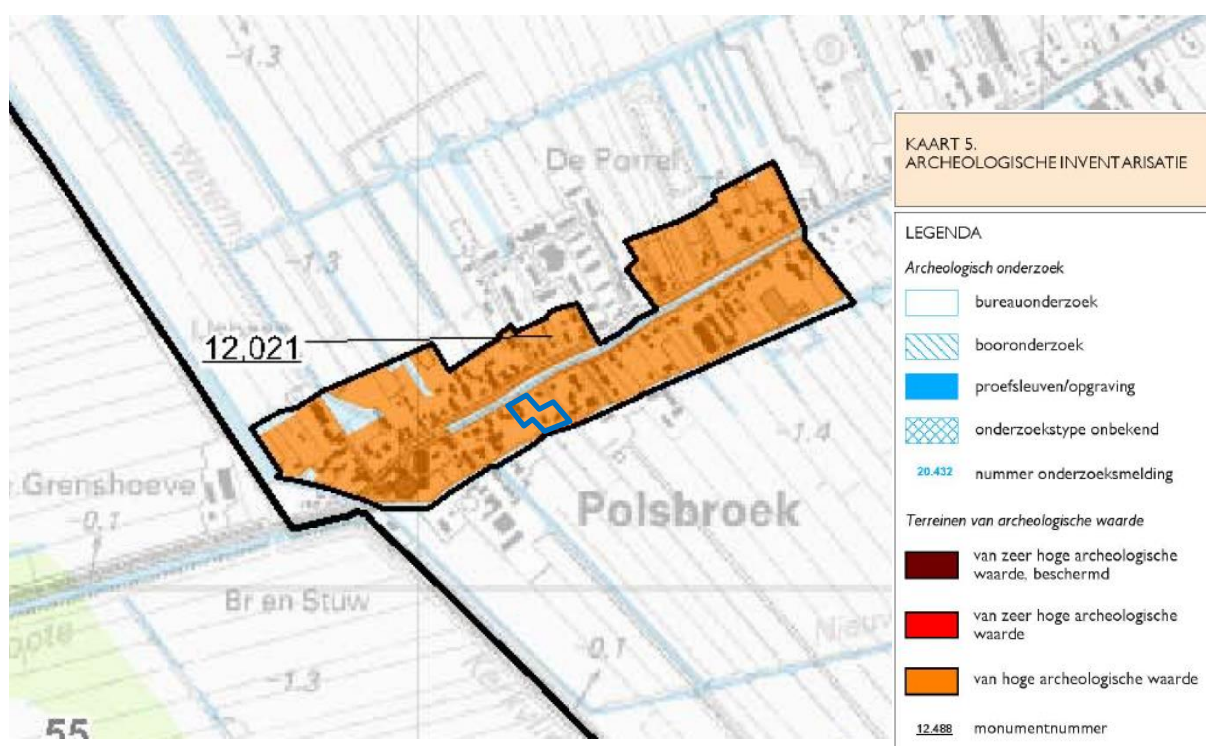 -1.3
De Parrel
-1.3
12,021
-1.4
Grenshoeve
-0.1
Polsbroek
Br en Stuw
-0.1
-1.3
55
KAART 5.
ARCHEOLOGISCHE INVENTARISATIE
LEGENDA
Archeologisch onderzoek
bureauonderzoek
booronderzoek
proefsleuven/opgraving
onderzoekstype onbekend
20.432 nummer onderzoeksmelding
Terreinen van archeologische waarde
van zeer hoge archeologische
waarde, beschermd
van zeer hoge archeologische
waarde
van hoge archeologische waarde
12.488 monumentnummer